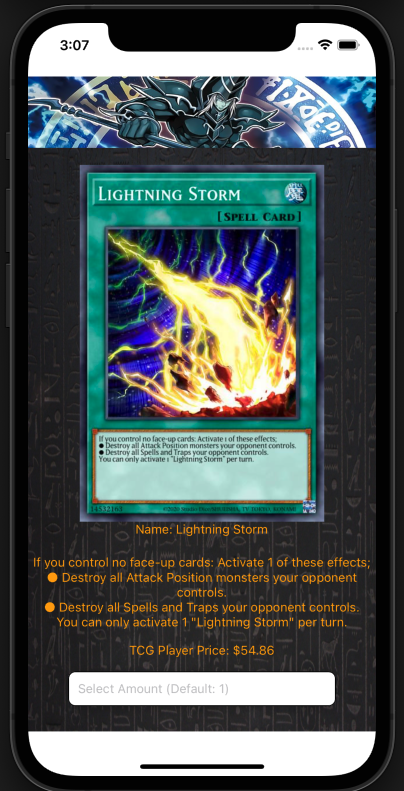 3:07
LIGHTNING STORM
[SPELL CARD]
If you control no face-up cards: Activate 1 of these effects;
● Destroy all Attack Position monsters your opponent controls.
● Destroy all Spells and Traps your opponent controls.
You can only activate 1 "Lightning Storm" per turn.
Name: Lightning Storm
If you control no face-up cards: Activate 1 of these effects;
● Destroy all Attack Position monsters your opponent
controls.
● Destroy all Spells and Traps your opponent controls.
You can only activate 1 "Lightning Storm" per turn.
TCG Player Price: $54.86
Select Amount (Default: 1)